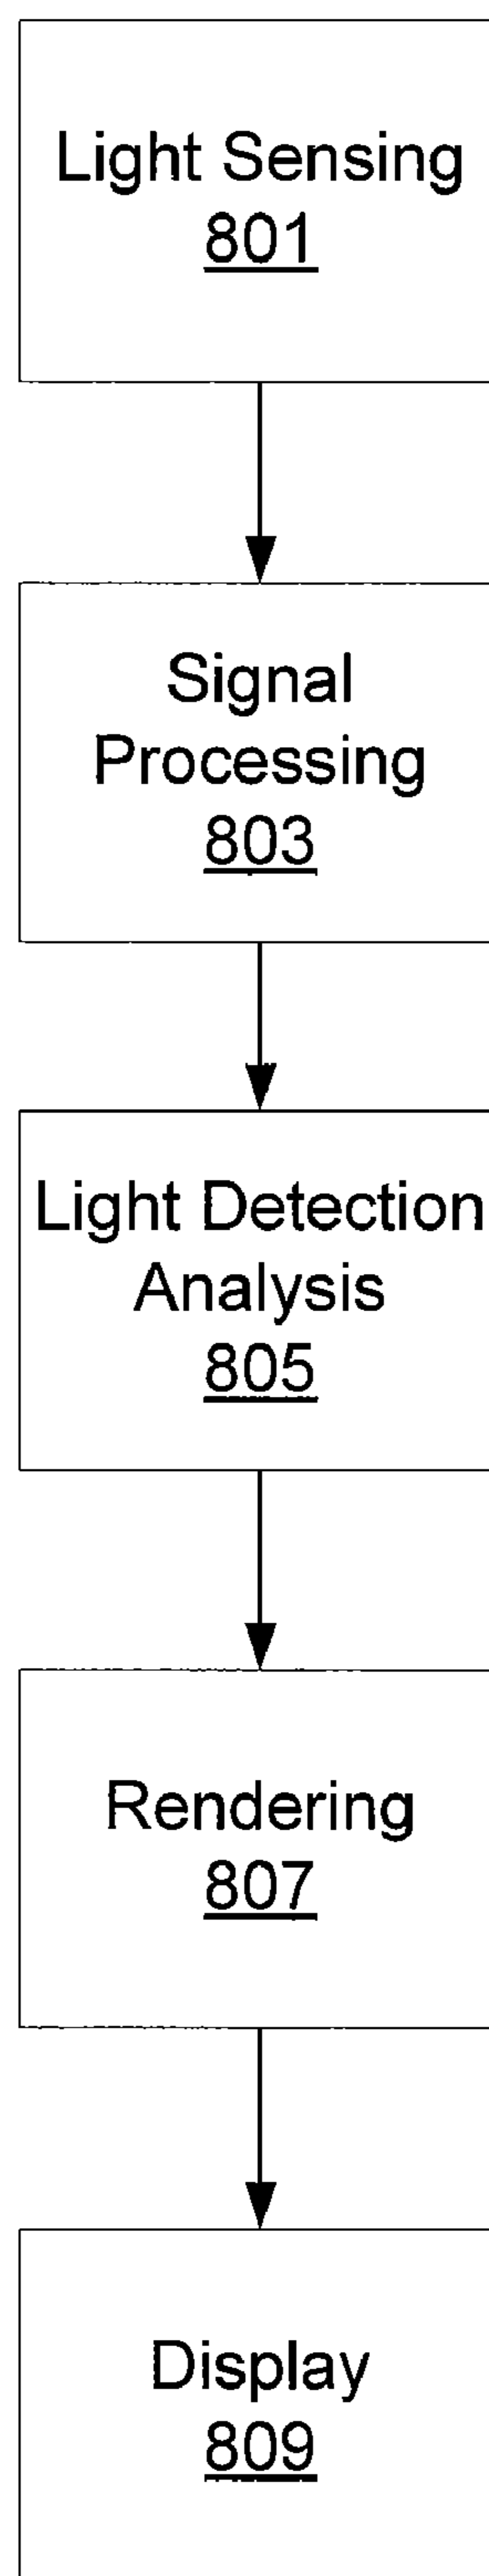 Light Sensing
801
Signal
Processing
803
Light Detection
Analysis
805
Rendering
807
Display
809